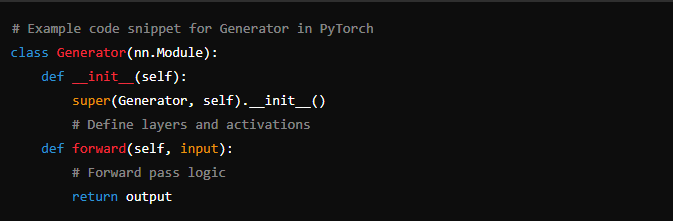 # Example code snippet for Generator in PyTorch
class Generator(nn.Module):
    def __init__(self):
        super(Generator, self).__init__()
        # Define layers and activations
    def forward(self, input):
        # Forward pass logic
        return output